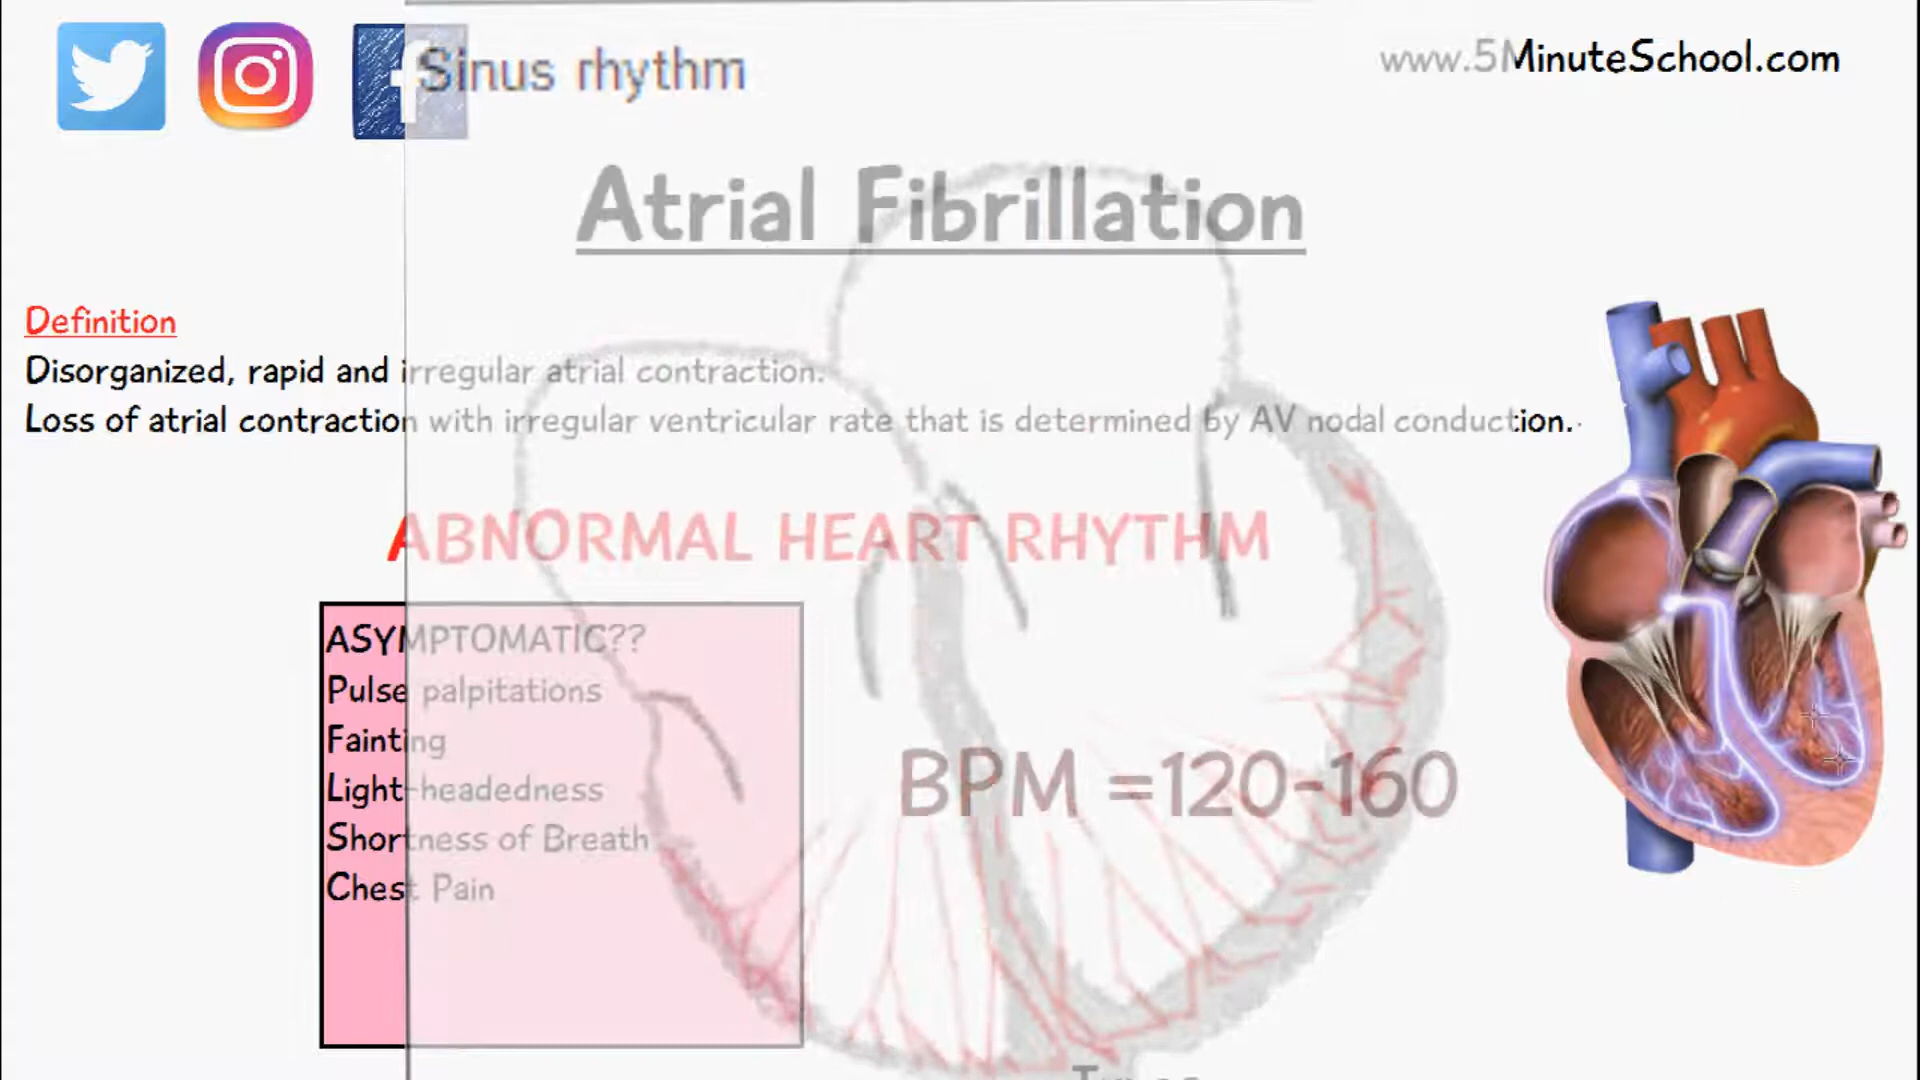 Sinus rhythm
www.5MinuteSchool.com
Atrial Fibrillation
Definition
Disorganized, rapid and irregular atrial contraction.
Loss of atrial contraction with irregular ventricular rate that is determined by AV nodal conduction.
ABNORMAL HEART RHYTHM
ASYMPTOMATIC??
Pulse palpitations
Fainting
Light-headedness
Shortness of Breath
Chest Pain
BPM =120-160